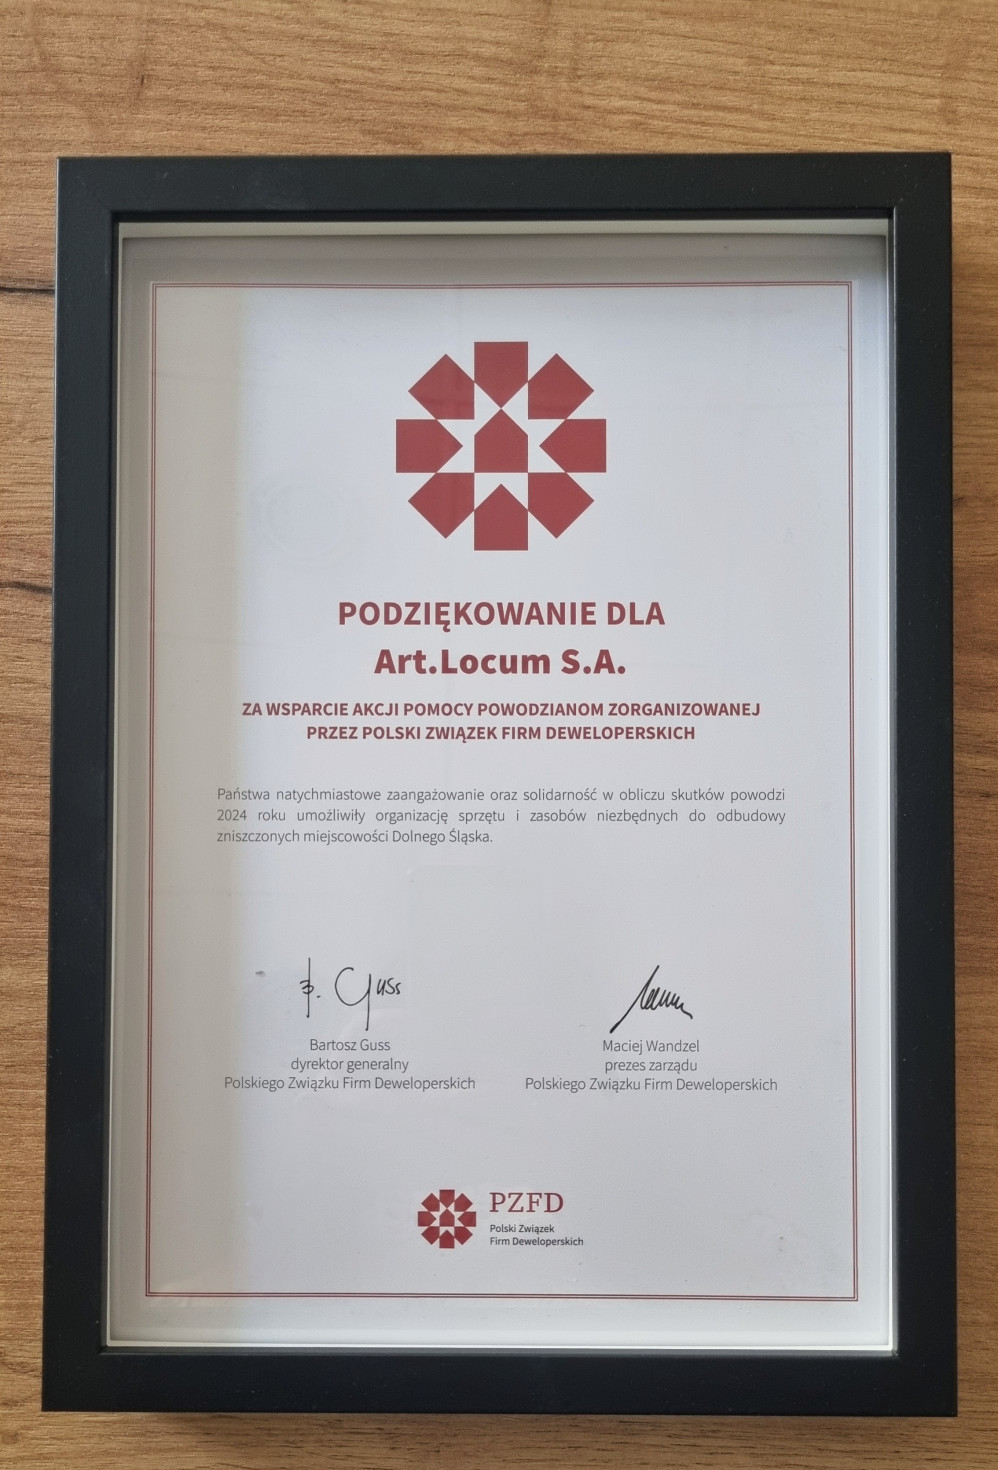 PODZIĘKOWANIE DLA
Art.Locum S.A.
ZA WSPARCIE AKCJI POMOCY POWODZIANOM ZORGANIZOWANEJ
PRZEZ POLSKI ZWIĄZEK FIRM DEWELOPERSKICH
Państwa natychmiastowe zaangażowanie oraz solidarność w obliczu skutków powodzi
2024 roku umożliwiły organizację sprzętu i zasobów niezbędnych do odbudowy
zniszczonych miejscowości Dolnego Śląska.
B. Guss
Bartosz Guss
dyrektor generalny
Polskiego Związku Firm Deweloperskich
Maciej Wandzel
prezes zarządu
Polskiego Związku Firm Deweloperskich
PZFD
Polski Związek
Firm Deweloperskich